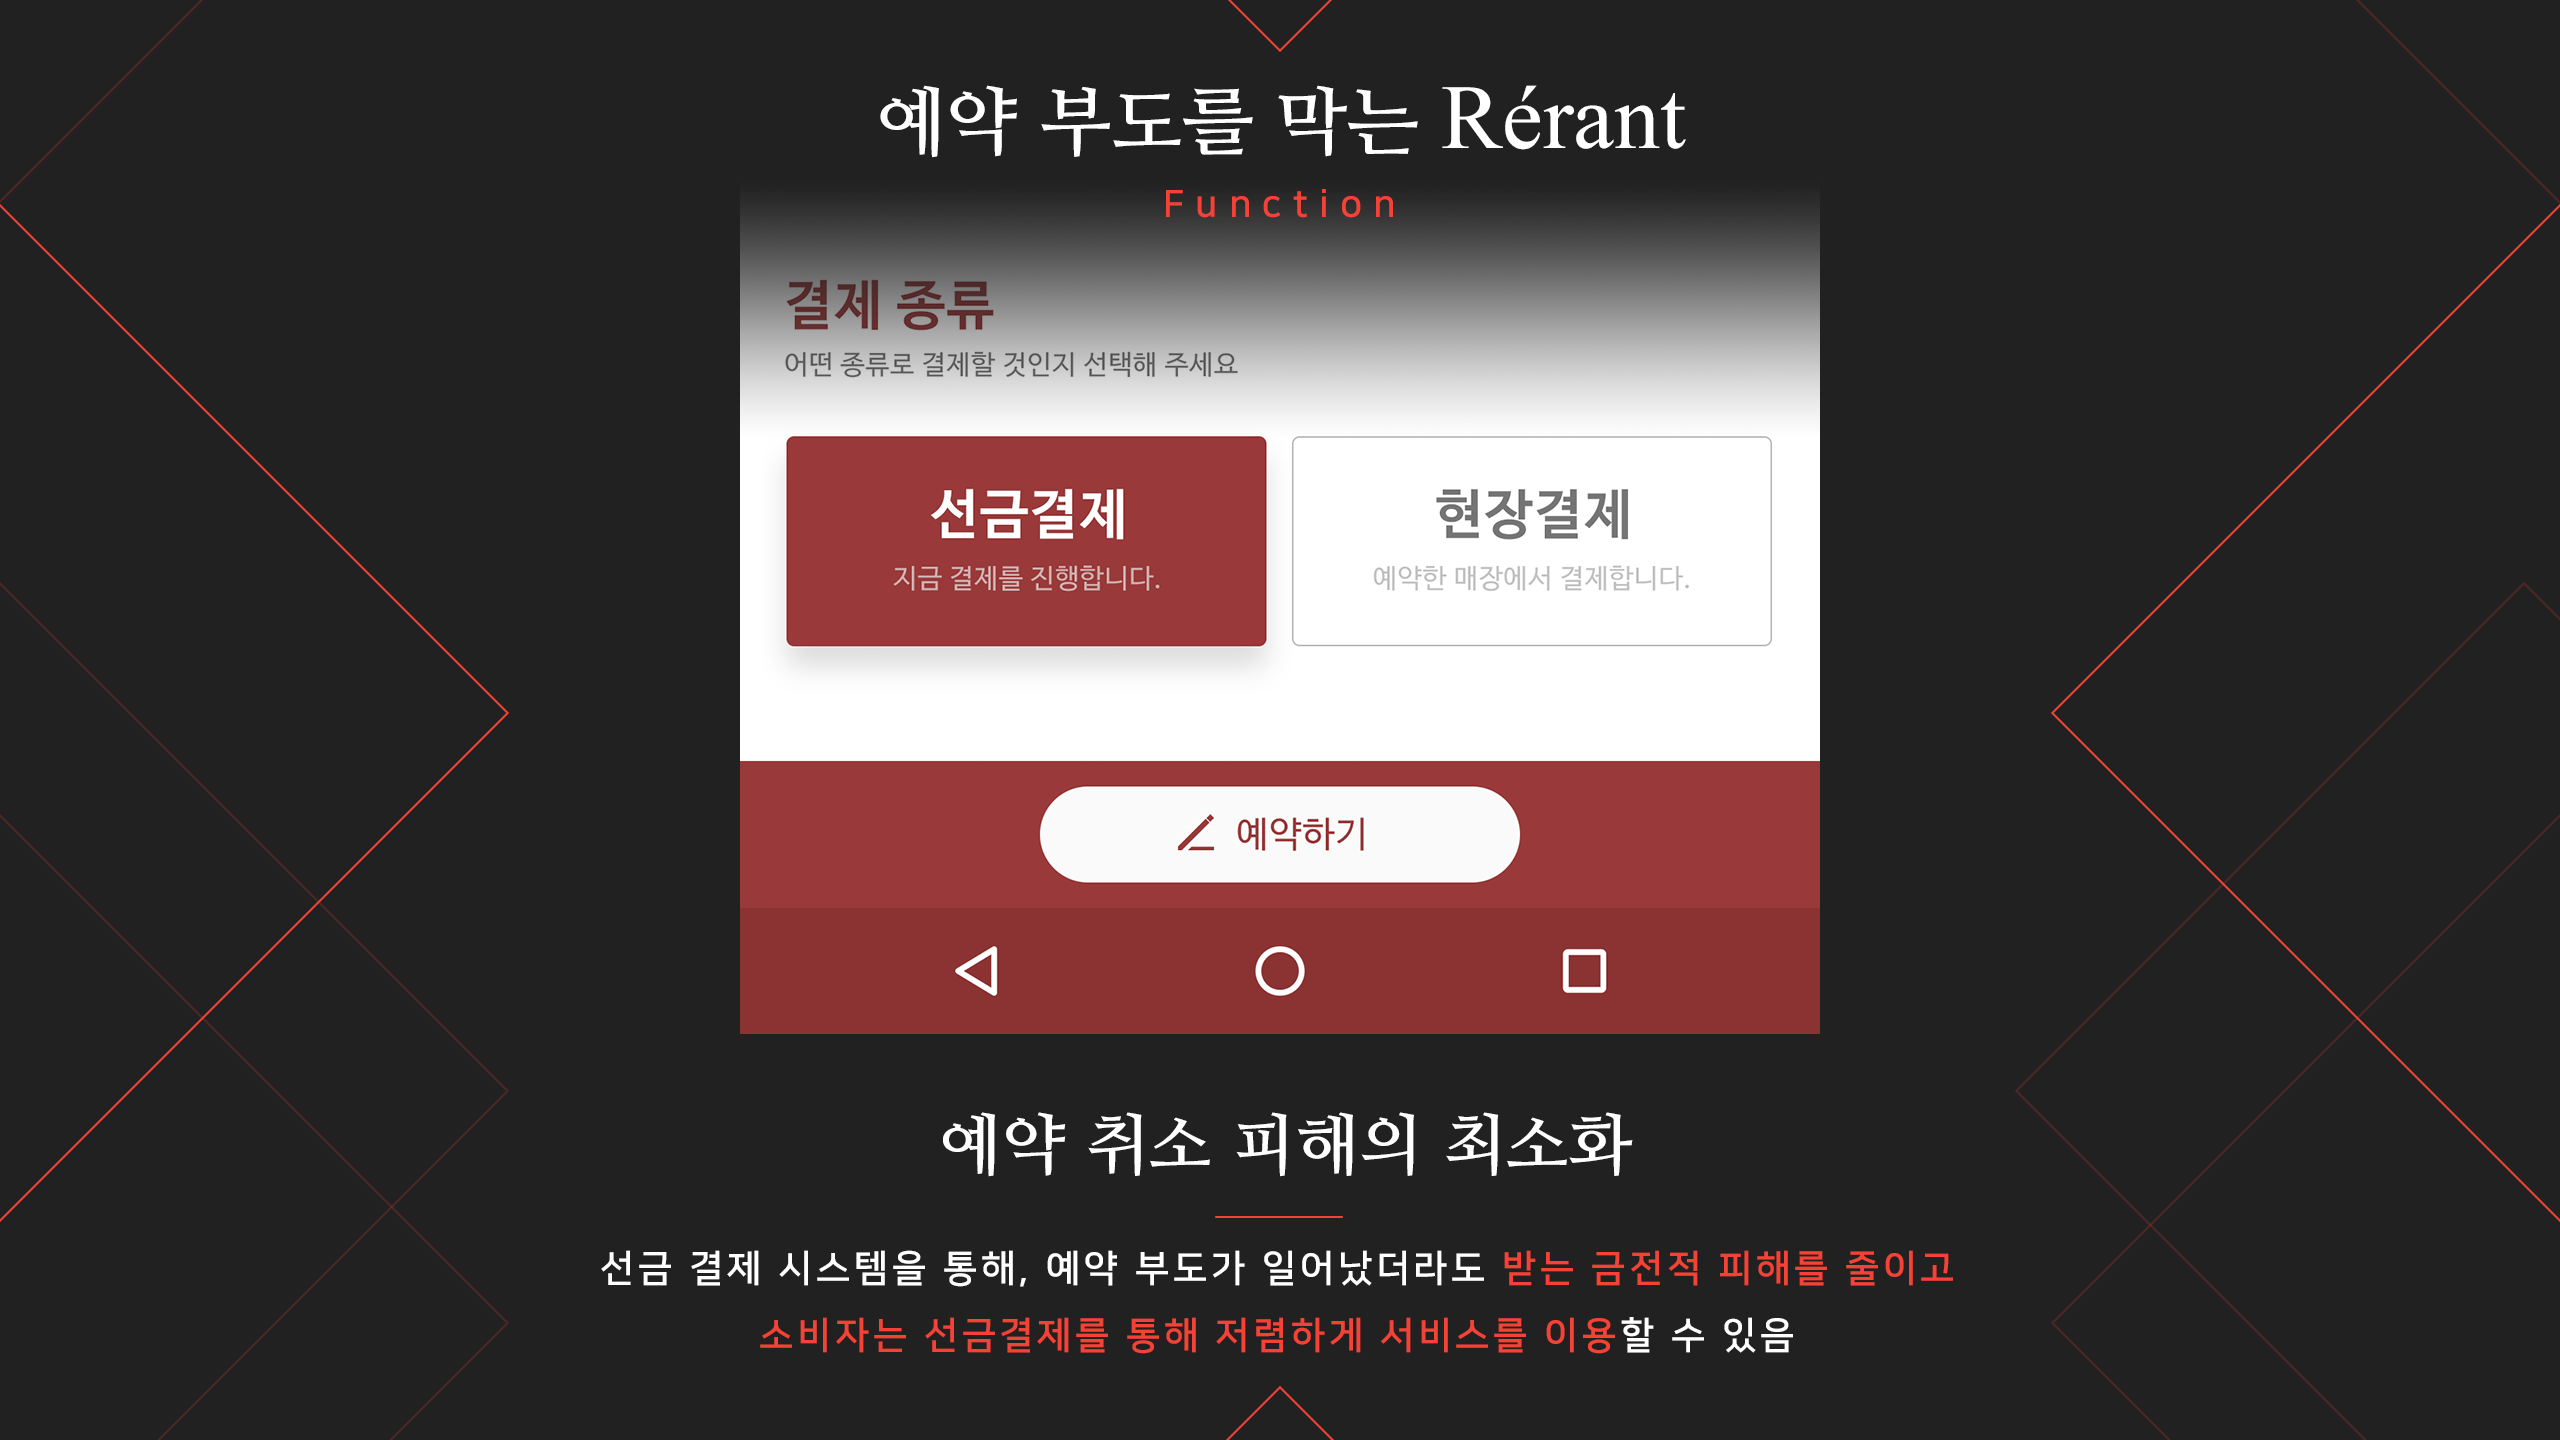 예약 부도를 막는 Rérant
Function
결제 종류
어떤 종류로 결제할 것인지 선택해 주세요
선금결제
지금 결제를 진행합니다.
현장결제
예약한 매장에서 결제합니다.
예약하기
예약 취소 피해의 최소화
선금 결제 시스템을 통해, 예약 부도가 일어났더라도 받는 금전적 피해를 줄이고
소비자는 선금결제를 통해 저렴하게 서비스를 이용할 수 있음